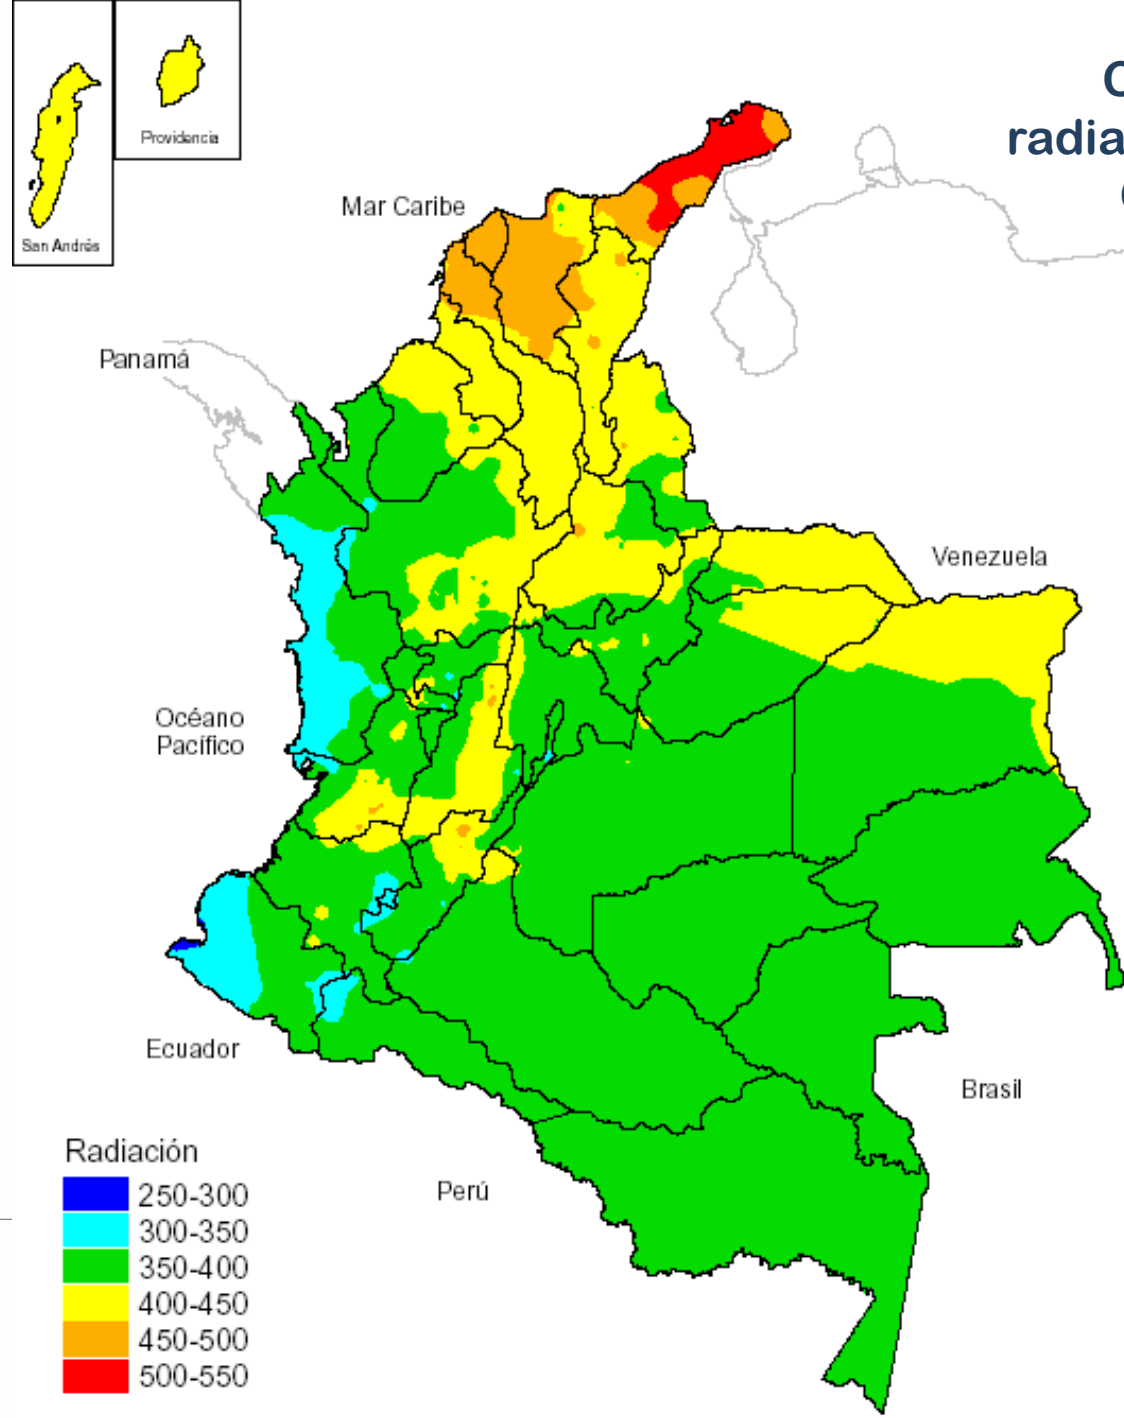 Providencia
San Andrés
radia
Mar Caribe
Panamá
Venezuela
Océano
Pacífico
Ecuador
Brasil
Perú
Radiación
250-300
300-350
350-400
400-450
450-500
500-550